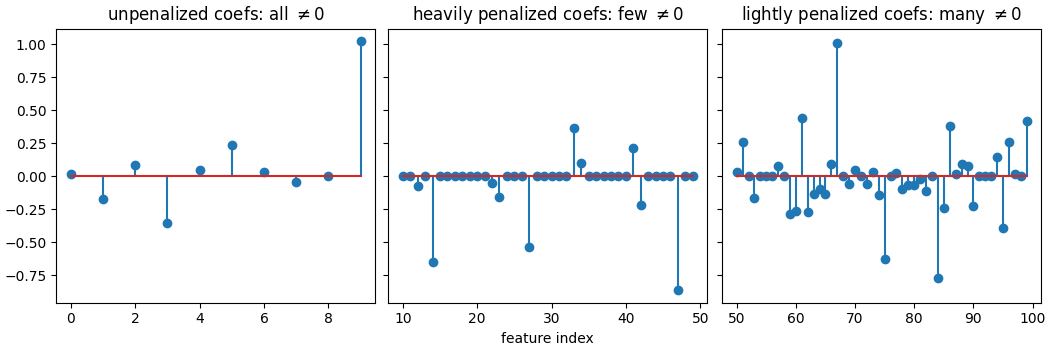 unpenalized coefs: all ≠0
heavily penalized coefs: few ≠0
lightly penalized coefs: many ≠0
1.00
0.75
0.50
0.25
0.00
−0.25
−0.50
−0.75
0 2 4 6 8
10 20 30 40 50
50 60 70 80 90 100
feature index